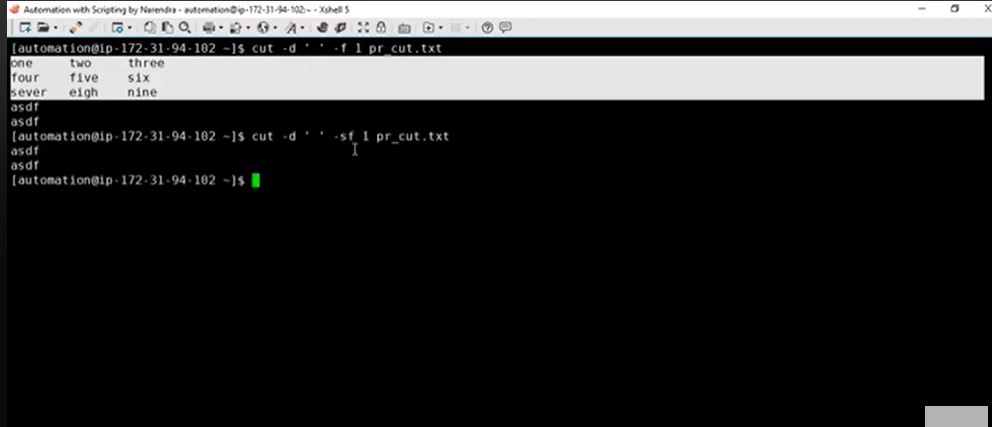 Automation with Scripting by Narendra - automation@ip-172-31-94-102:~ - Xshell 5
[automation@ip-172-31-94-102 ~]$ cut -d ' ' -f 1 pr_cut.txt
one     two     three
four    five    six
sever   eigh    nine
asdf
asdf
[automation@ip-172-31-94-102 ~]$ cut -d ' ' -sf 1 pr_cut.txt
asdf
asdf
[automation@ip-172-31-94-102 ~]$